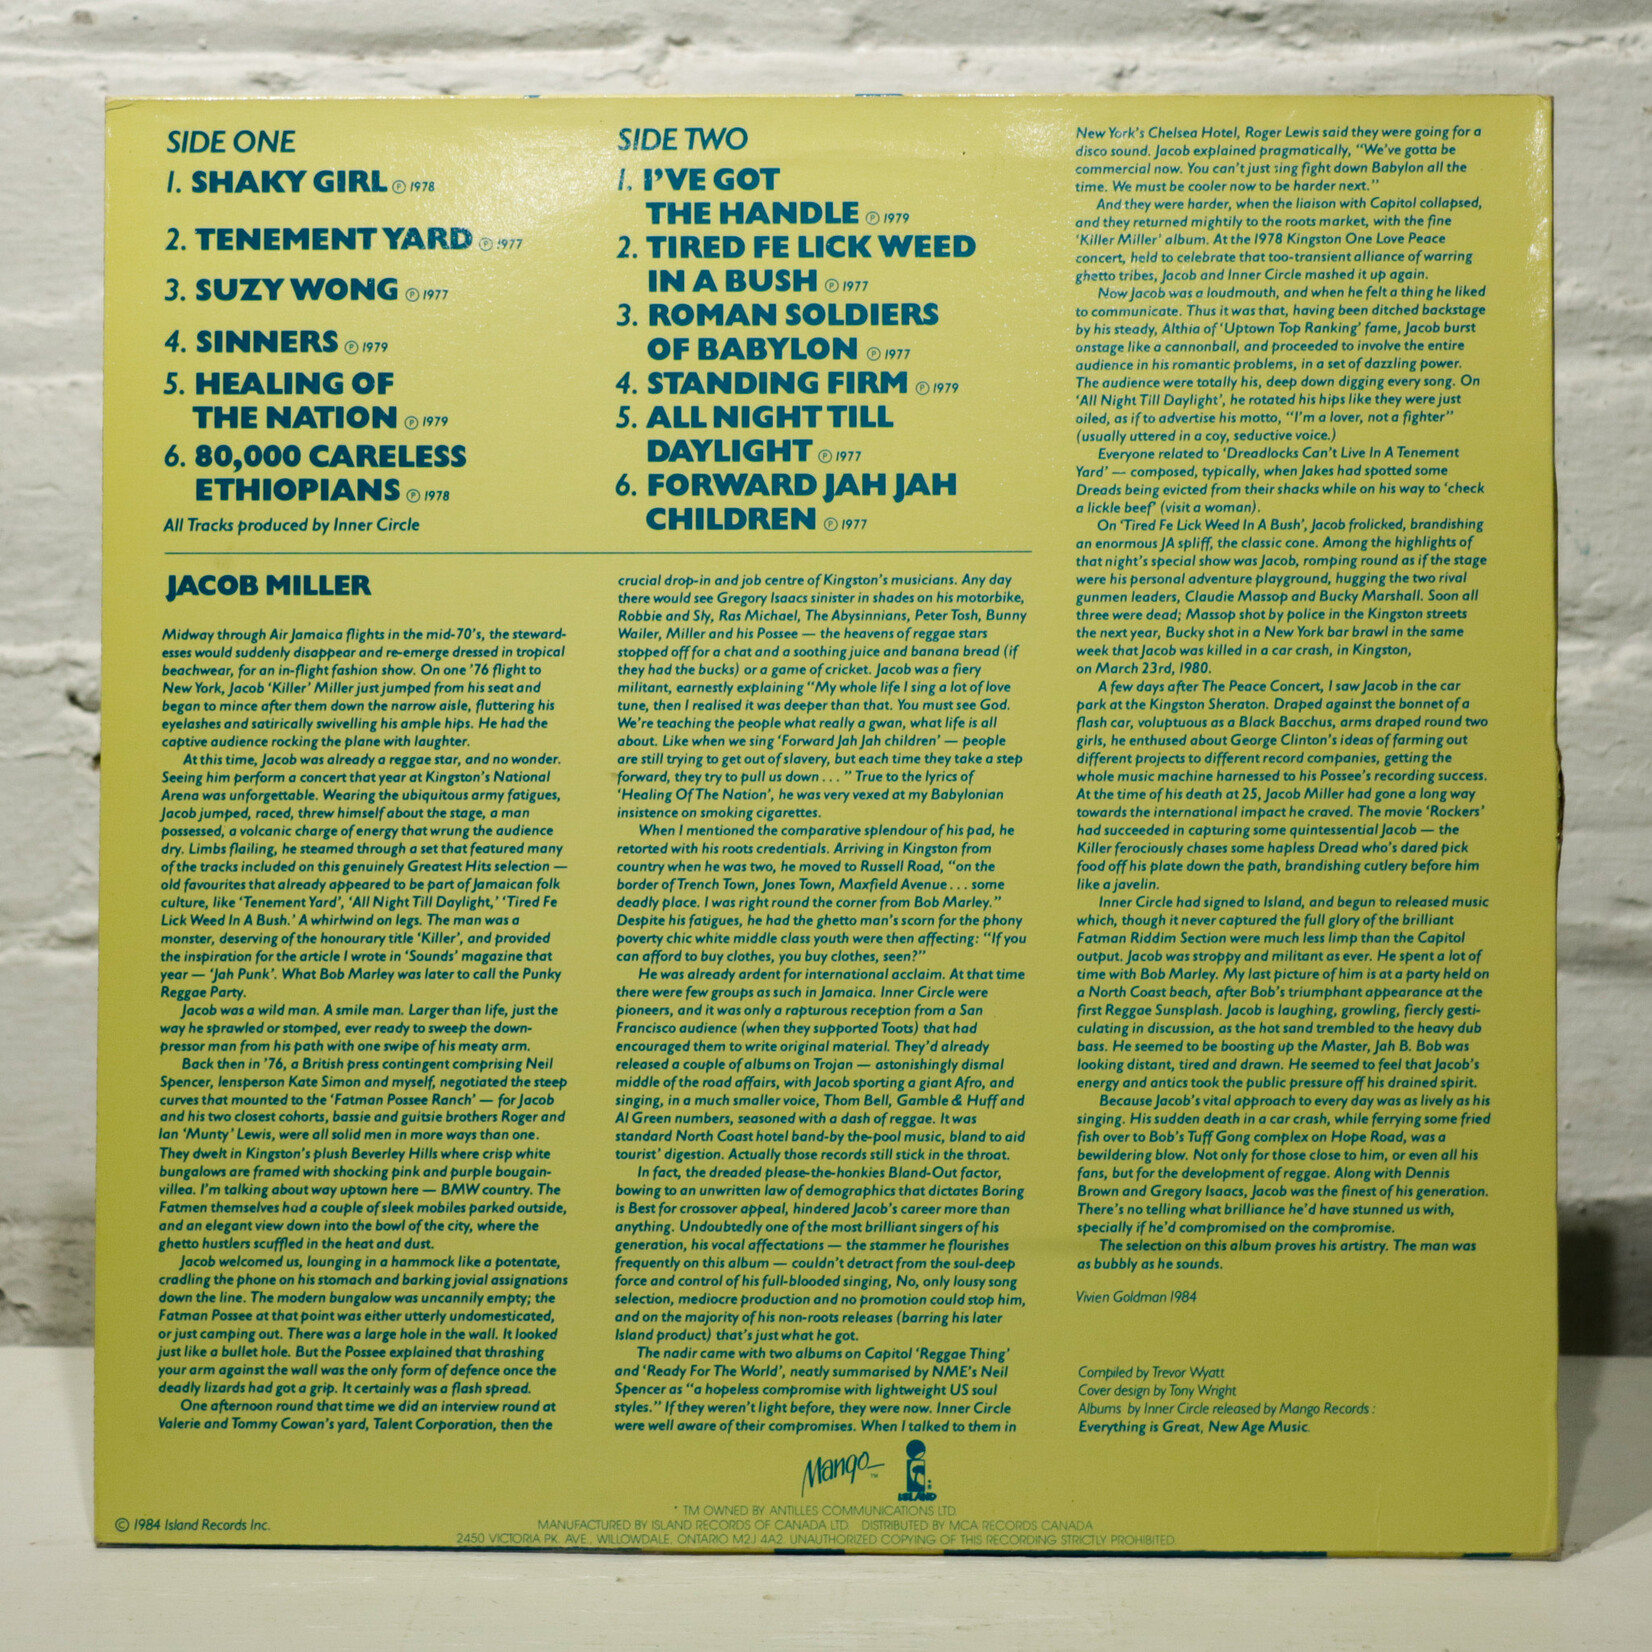 SIDE ONE
1. SHAKY GIRL Ⓟ 1978
2. TENEMENT YARD Ⓟ 1977
3. SUZY WONG Ⓟ 1977
4. SINNERS Ⓟ 1979
5. HEALING OF
THE NATION Ⓟ 1979
6. 80,000 CARELESS
ETHIOPIANS Ⓟ 1978
All Tracks produced by Inner Circle
SIDE TWO
1. I'VE GOT
THE HANDLE Ⓟ 1979
2. TIRED FE LICK WEED
IN A BUSH Ⓟ 1977
3. ROMAN SOLDIERS
OF BABYLON Ⓟ 1977
4. STANDING FIRM Ⓟ 1979
5. ALL NIGHT TILL
DAYLIGHT Ⓟ 1977
6. FORWARD JAH JAH
CHILDREN Ⓟ 1977
JACOB MILLER
Midway through Air Jamaica flights in the mid-70's, the steward-
esses would suddenly disappear and re-emerge dressed in tropical
beachwear, for an in-flight fashion show. On one '76 flight to
New York, Jacob 'Killer' Miller just jumped from his seat and
began to mince after them down the narrow aisle, fluttering his
eyelashes and satirically swivelling his ample hips. He had the
captive audience rocking the plane with laughter.
At this time, Jacob was already a reggae star, and no wonder.
Seeing him perform a concert that year at Kingston's National
Arena was unforgettable. Wearing the ubiquitous army fatigues,
Jacob jumped, raced, threw himself about the stage, a man
possessed, a volcanic charge of energy that wrung the audience
dry. Limbs flailing, he steamed through a set that featured many
of the tracks included on this genuinely Greatest Hits selection —
old favourites that already appeared to be part of Jamaican folk
culture, like 'Tenement Yard', 'All Night Till Daylight,' 'Tired Fe
Lick Weed In A Bush.' A whirlwind on legs. The man was a
monster, deserving of the honourary title 'Killer', and provided
the inspiration for the article I wrote in 'Sounds' magazine that
year — 'Jah Punk'. What Bob Marley was later to call the Punky
Reggae Party.
Jacob was a wild man. A smile man. Larger than life, just the
way he sprawled or stomped, ever ready to sweep the down-
pressor man from his path with one swipe of his meaty arm.
Back then in '76, a British press contingent comprising Neil
Spencer, lensperson Kate Simon and myself, negotiated the steep
curves that mounted to the 'Fatman Possee Ranch' — for Jacob
and his two closest cohorts, bassie and guitsie brothers Roger and
Ian 'Munty' Lewis, were all solid men in more ways than one.
They dwelt in Kingston's plush Beverley Hills where crisp white
bungalows are framed with shocking pink and purple bougain-
villea. I'm talking about way uptown here — BMW country. The
Fatmen themselves had a couple of sleek mobiles parked outside,
and an elegant view down into the bowl of the city, where the
ghetto hustlers scuffled in the heat and dust.
Jacob welcomed us, lounging in a hammock like a potentate,
cradling the phone on his stomach and barking jovial assignations
down the line. The modern bungalow was uncannily empty; the
Fatman Possee at that point was either utterly undomesticated,
or just camping out. There was a large hole in the wall. It looked
just like a bullet hole. But the Possee explained that thrashing
your arm against the wall was the only form of defence once the
deadly lizards had got a grip. It certainly was a flash spread.
One afternoon round that time we did an interview round at
Valerie and Tommy Cowan's yard, Talent Corporation, then the
crucial drop-in and job centre of Kingston's musicians. Any day
there would see Gregory Isaacs sinister in shades on his motorbike,
Robbie and Sly, Ras Michael, The Abysinnians, Peter Tosh, Bunny
Wailer, Miller and his Possee — the heavens of reggae stars
stopped off for a chat and a soothing juice and banana bread (if
they had the bucks) or a game of cricket. Jacob was a fiery
militant, earnestly explaining "My whole life I sing a lot of love
tune, then I realised it was deeper than that. You must see God.
We're teaching the people what really a gwan, what life is all
about. Like when we sing 'Forward Jah Jah children' — people
are still trying to get out of slavery, but each time they take a step
forward, they try to pull us down . . . " True to the lyrics of
'Healing Of The Nation', he was very vexed at my Babylonian
insistence on smoking cigarettes.
When I mentioned the comparative splendour of his pad, he
retorted with his roots credentials. Arriving in Kingston from
country when he was two, he moved to Russell Road, "on the
border of Trench Town, Jones Town, Maxfield Avenue . . . some
deadly place. I was right round the corner from Bob Marley."
Despite his fatigues, he had the ghetto man's scorn for the phony
poverty chic white middle class youth were then affecting: "If you
can afford to buy clothes, you buy clothes, seen?"
He was already ardent for international acclaim. At that time
there were few groups as such in Jamaica. Inner Circle were
pioneers, and it was only a rapturous reception from a San
Francisco audience (when they supported Toots) that had
encouraged them to write original material. They'd already
released a couple of albums on Trojan — astonishingly dismal
middle of the road affairs, with Jacob sporting a giant Afro, and
singing, in a much smaller voice, Thom Bell, Gamble & Huff and
Al Green numbers, seasoned with a dash of reggae. It was
standard North Coast hotel band-by the-pool music, bland to aid
tourist' digestion. Actually those records still stick in the throat.
In fact, the dreaded please-the-honkies Bland-Out factor,
bowing to an unwritten law of demographics that dictates Boring
is Best for crossover appeal, hindered Jacob's career more than
anything. Undoubtedly one of the most brilliant singers of his
generation, his vocal affectations — the stammer he flourishes
frequently on this album — couldn't detract from the soul-deep
force and control of his full-blooded singing, No, only lousy song
selection, mediocre production and no promotion could stop him,
and on the majority of his non-roots releases (barring his later
Island product) that's just what he got.
The nadir came with two albums on Capitol 'Reggae Thing'
and 'Ready For The World', neatly summarised by NME's Neil
Spencer as "a hopeless compromise with lightweight US soul
styles." If they weren't light before, they were now. Inner Circle
were well aware of their compromises. When I talked to them in
New York's Chelsea Hotel, Roger Lewis said they were going for a
disco sound. Jacob explained pragmatically, "We've gotta be
commercial now. You can't just sing fight down Babylon all the
time. We must be cooler now to be harder next."
And they were harder, when the liaison with Capitol collapsed,
and they returned mightily to the roots market, with the fine
'Killer Miller' album. At the 1978 Kingston One Love Peace
concert, held to celebrate that too-transient alliance of warring
ghetto tribes, Jacob and Inner Circle mashed it up again.
Now Jacob was a loudmouth, and when he felt a thing he liked
to communicate. Thus it was that, having been ditched backstage
by his steady, Althia of 'Uptown Top Ranking' fame, Jacob burst
onstage like a cannonball, and proceeded to involve the entire
audience in his romantic problems, in a set of dazzling power.
The audience were totally his, deep down digging every song. On
'All Night Till Daylight', he rotated his hips like they were just
oiled, as if to advertise his motto, "I'm a lover, not a fighter"
(usually uttered in a coy, seductive voice.)
Everyone related to 'Dreadlocks Can't Live In A Tenement
Yard' — composed, typically, when Jakes had spotted some
Dreads being evicted from their shacks while on his way to 'check
a lickle beef' (visit a woman).
On 'Tired Fe Lick Weed In A Bush', Jacob frolicked, brandishing
an enormous JA spliff, the classic cone. Among the highlights of
that night's special show was Jacob, romping round as if the stage
were his personal adventure playground, hugging the two rival
gunmen leaders, Claudie Massop and Bucky Marshall. Soon all
three were dead; Massop shot by police in the Kingston streets
the next year, Bucky shot in a New York bar brawl in the same
week that Jacob was killed in a car crash, in Kingston,
on March 23rd, 1980.
A few days after The Peace Concert, I saw Jacob in the car
park at the Kingston Sheraton. Draped against the bonnet of a
flash car, voluptuous as a Black Bacchus, arms draped round two
girls, he enthused about George Clinton's ideas of farming out
different projects to different record companies, getting the
whole music machine harnessed to his Possee's recording success.
At the time of his death at 25, Jacob Miller had gone a long way
towards the international impact he craved. The movie 'Rockers'
had succeeded in capturing some quintessential Jacob — the
Killer ferociously chases some hapless Dread who's dared pick
food off his plate down the path, brandishing cutlery before him
like a javelin.
Inner Circle had signed to Island, and begun to released music
which, though it never captured the full glory of the brilliant
Fatman Riddim Section were much less limp than the Capitol
output. Jacob was stroppy and militant as ever. He spent a lot of
time with Bob Marley. My last picture of him is at a party held on
a North Coast beach, after Bob's triumphant appearance at the
first Reggae Sunsplash. Jacob is laughing, growling, fiercly gesti-
culating in discussion, as the hot sand trembled to the heavy dub
bass. He seemed to be boosting up the Master, Jah B. Bob was
looking distant, tired and drawn. He seemed to feel that Jacob's
energy and antics took the public pressure off his drained spirit.
Because Jacob's vital approach to every day was as lively as his
singing. His sudden death in a car crash, while ferrying some fried
fish over to Bob's Tuff Gong complex on Hope Road, was a
bewildering blow. Not only for those close to him, or even all his
fans, but for the development of reggae. Along with Dennis
Brown and Gregory Isaacs, Jacob was the finest of his generation.
There's no telling what brilliance he'd have stunned us with,
specially if he'd compromised on the compromise.
The selection on this album proves his artistry. The man was
as bubbly as he sounds.
Vivien Goldman 1984
Compiled by Trevor Wyatt
Cover design by Tony Wright
Albums by Inner Circle released by Mango Records :
Everything is Great, New Age Music.
Mango ™
ISLAND
© 1984 Island Records Inc.
* TM OWNED BY ANTILLES COMMUNICATIONS LTD
MANUFACTURED BY ISLAND RECORDS OF CANADA LTD. DISTRIBUTED BY MCA RECORDS CANADA
2450 VICTORIA PK. AVE., WILLOWDALE, ONTARIO M2J 4A2. UNAUTHORIZED COPYING OF THIS RECORDING STRICTLY PROHIBITED